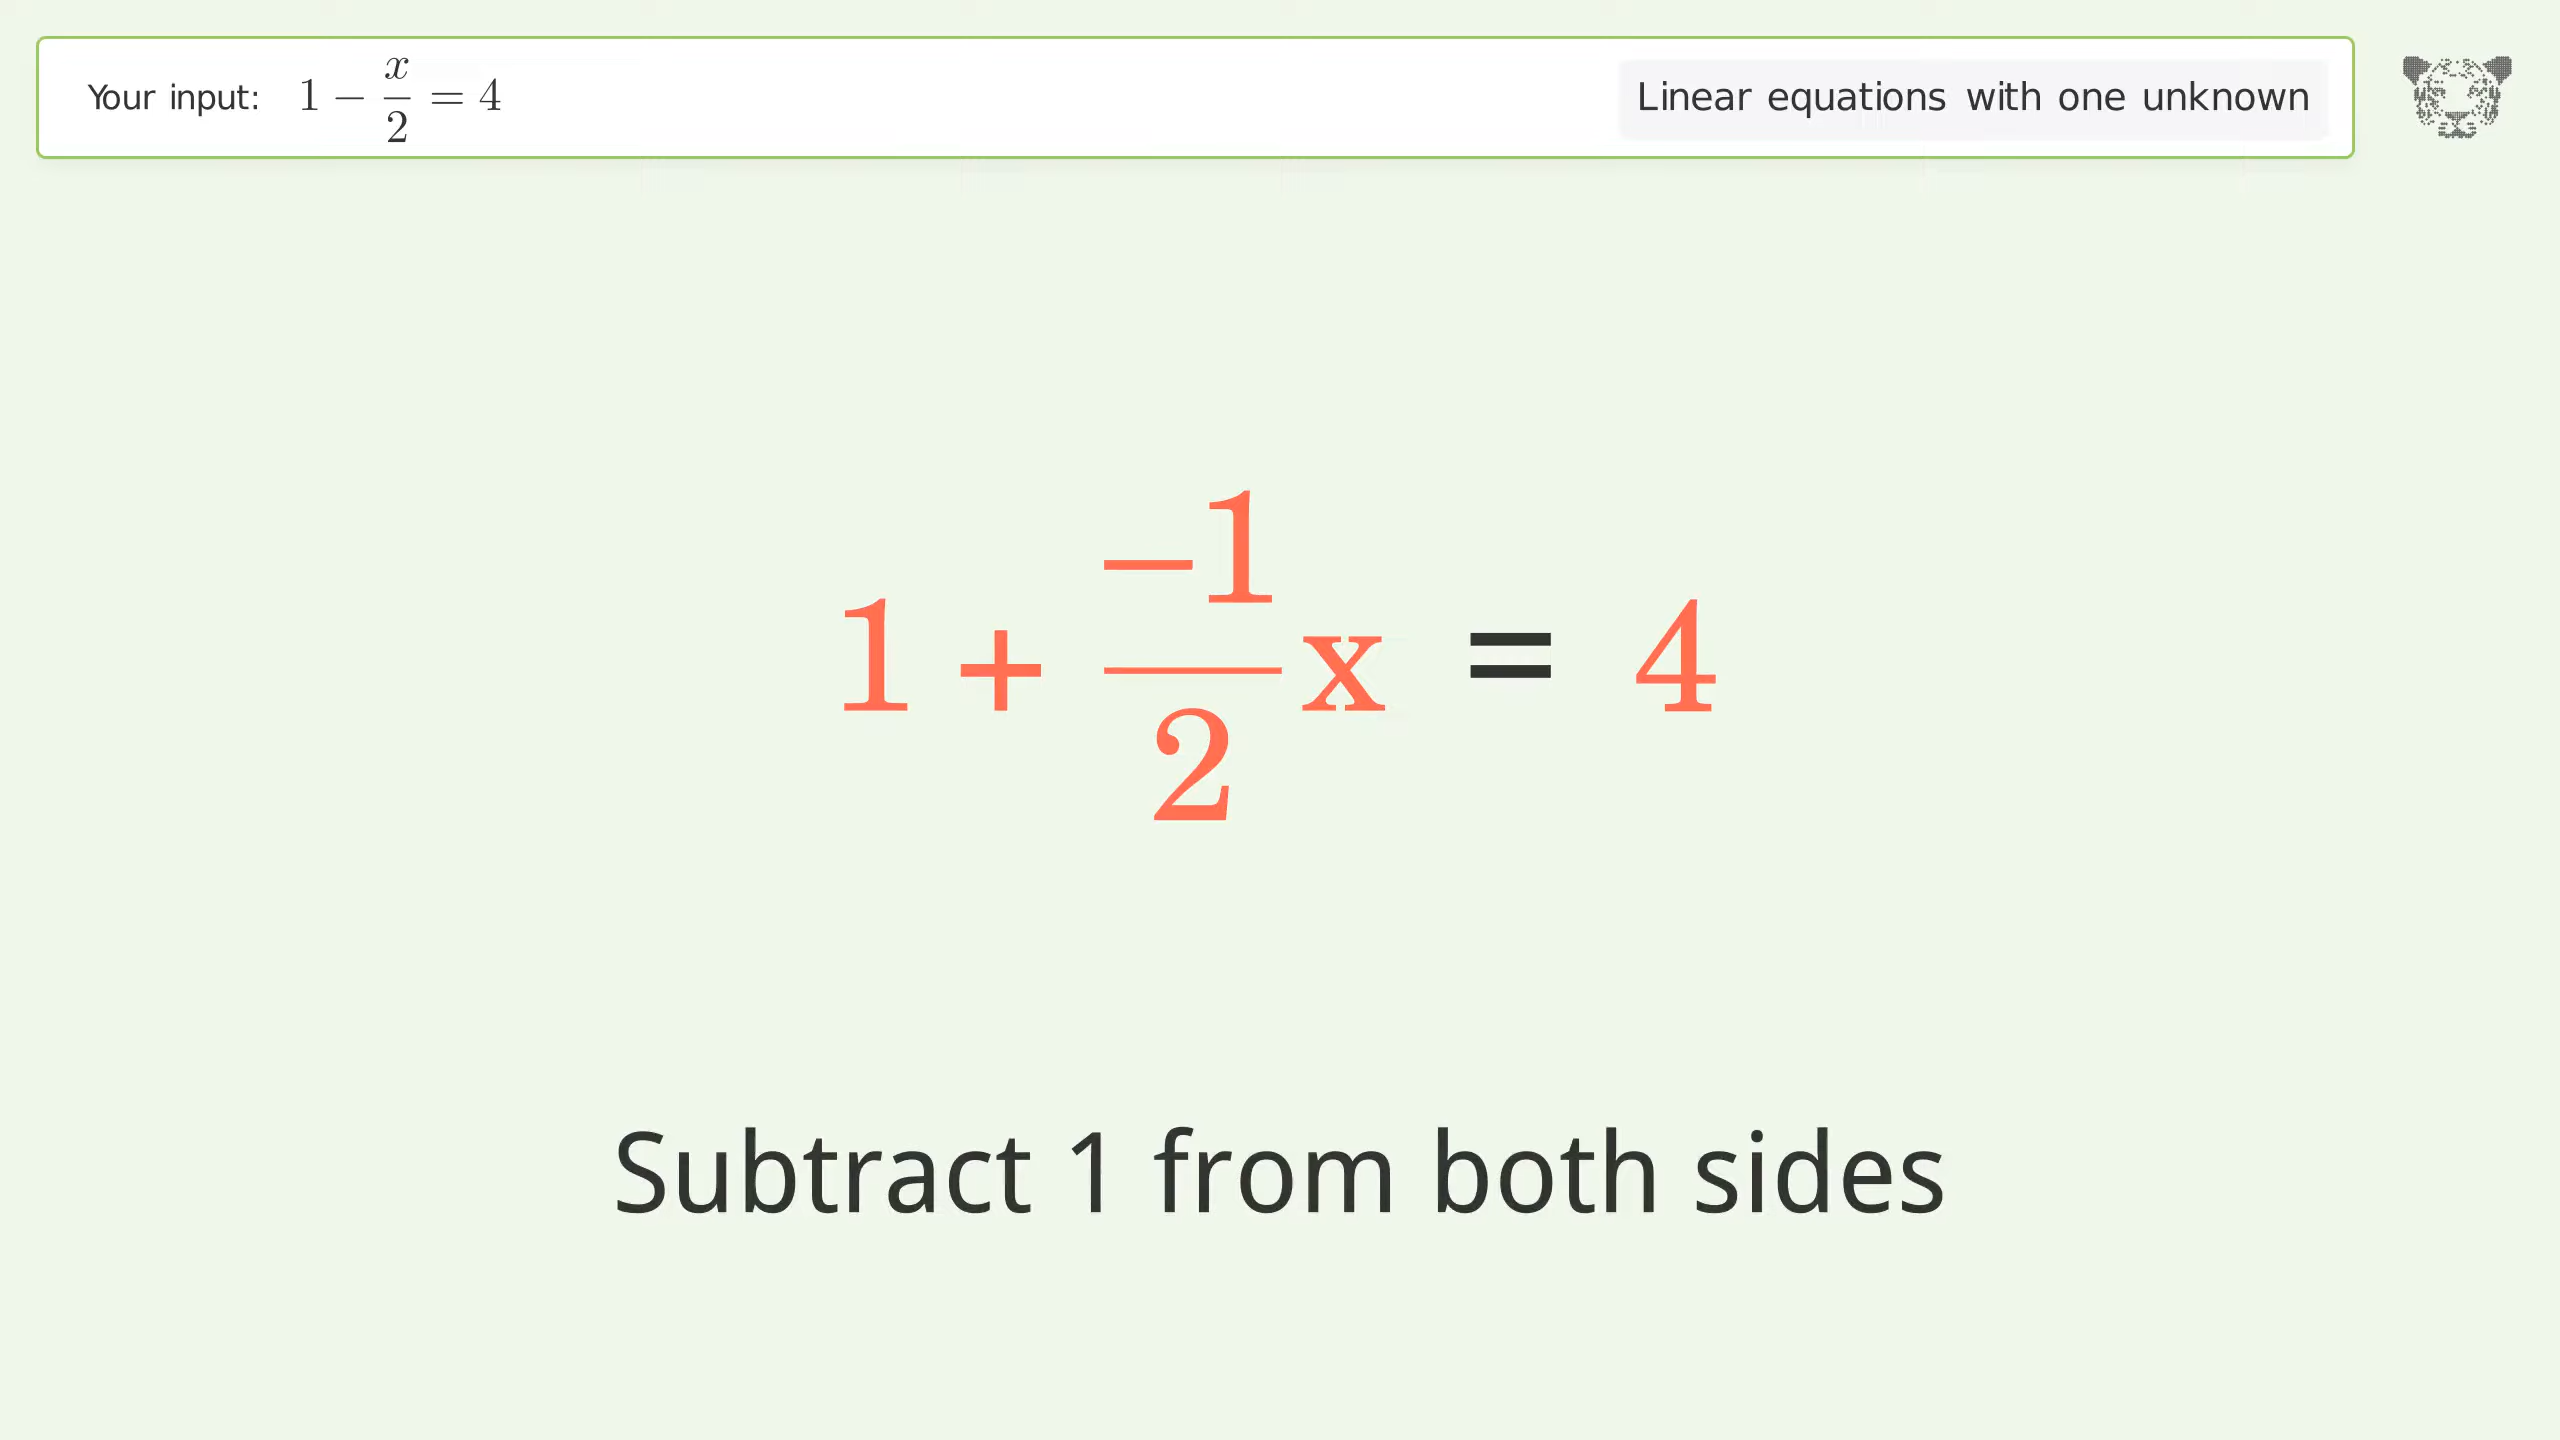 Your input: 1 − x/2 = 4
Linear equations with one unknown
1 + −1/2 x = 4
Subtract 1 from both sides